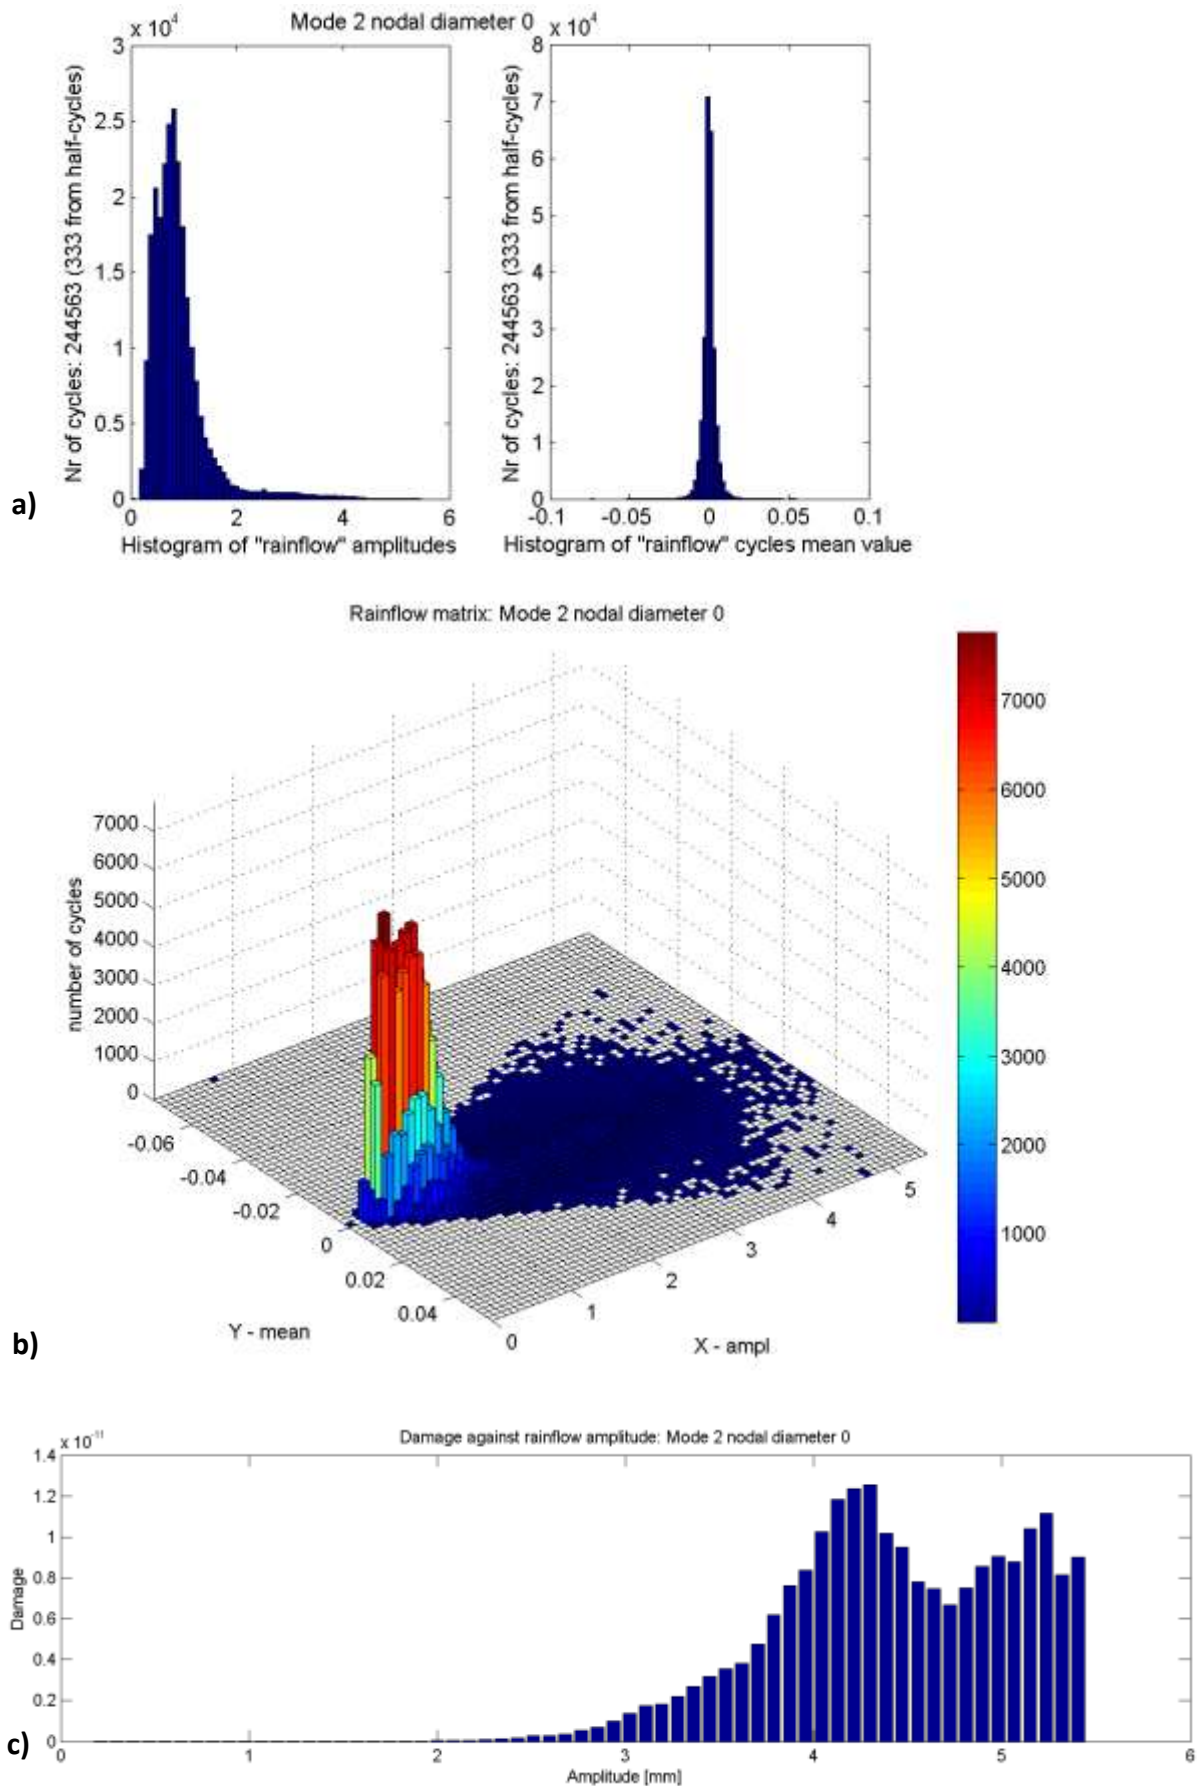 Mode 2 nodal diameter 0
x 10^4
3
2.5
2
1.5
1
0.5
0
0 2 4 6
Nr of cycles: 244563 (333 from half-cycles)
Histogram of "rainflow" amplitudes
x 10^4
8
7
6
5
4
3
2
1
0
-0.1 -0.05 0 0.05 0.1
Nr of cycles: 244563 (333 from half-cycles)
Histogram of "rainflow" cycles mean value
a)
Rainflow matrix: Mode 2 nodal diameter 0
7000
6000
5000
4000
3000
2000
1000
0
number of cycles
-0.06
-0.04
-0.02
0
0.02
0.04
Y - mean
0
1
2
3
4
5
X - ampl
7000
6000
5000
4000
3000
2000
1000
b)
Damage against rainflow amplitude: Mode 2 nodal diameter 0
x 10^-11
1.4
1.2
1
0.8
0.6
0.4
0.2
0
Damage
0 1 2 3 4 5 6
Amplitude [mm]
c)